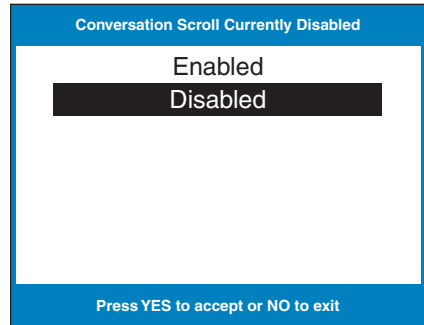 Conversation Scroll Currently Disabled
Enabled
Disabled
Press YES to accept or NO to exit